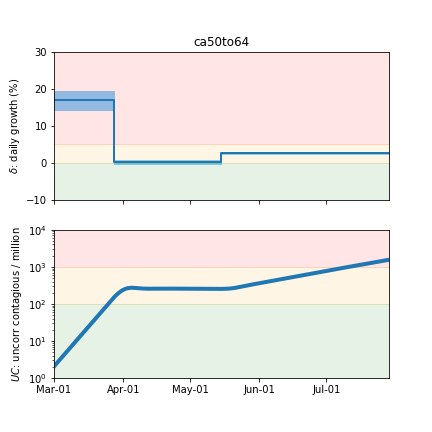 ca50to64
δ: daily growth (%)
30
20
10
0
−10
UC: uncorr contagious / million
10⁴
10³
10²
10¹
10⁰
Mar-01 Apr-01 May-01 Jun-01 Jul-01